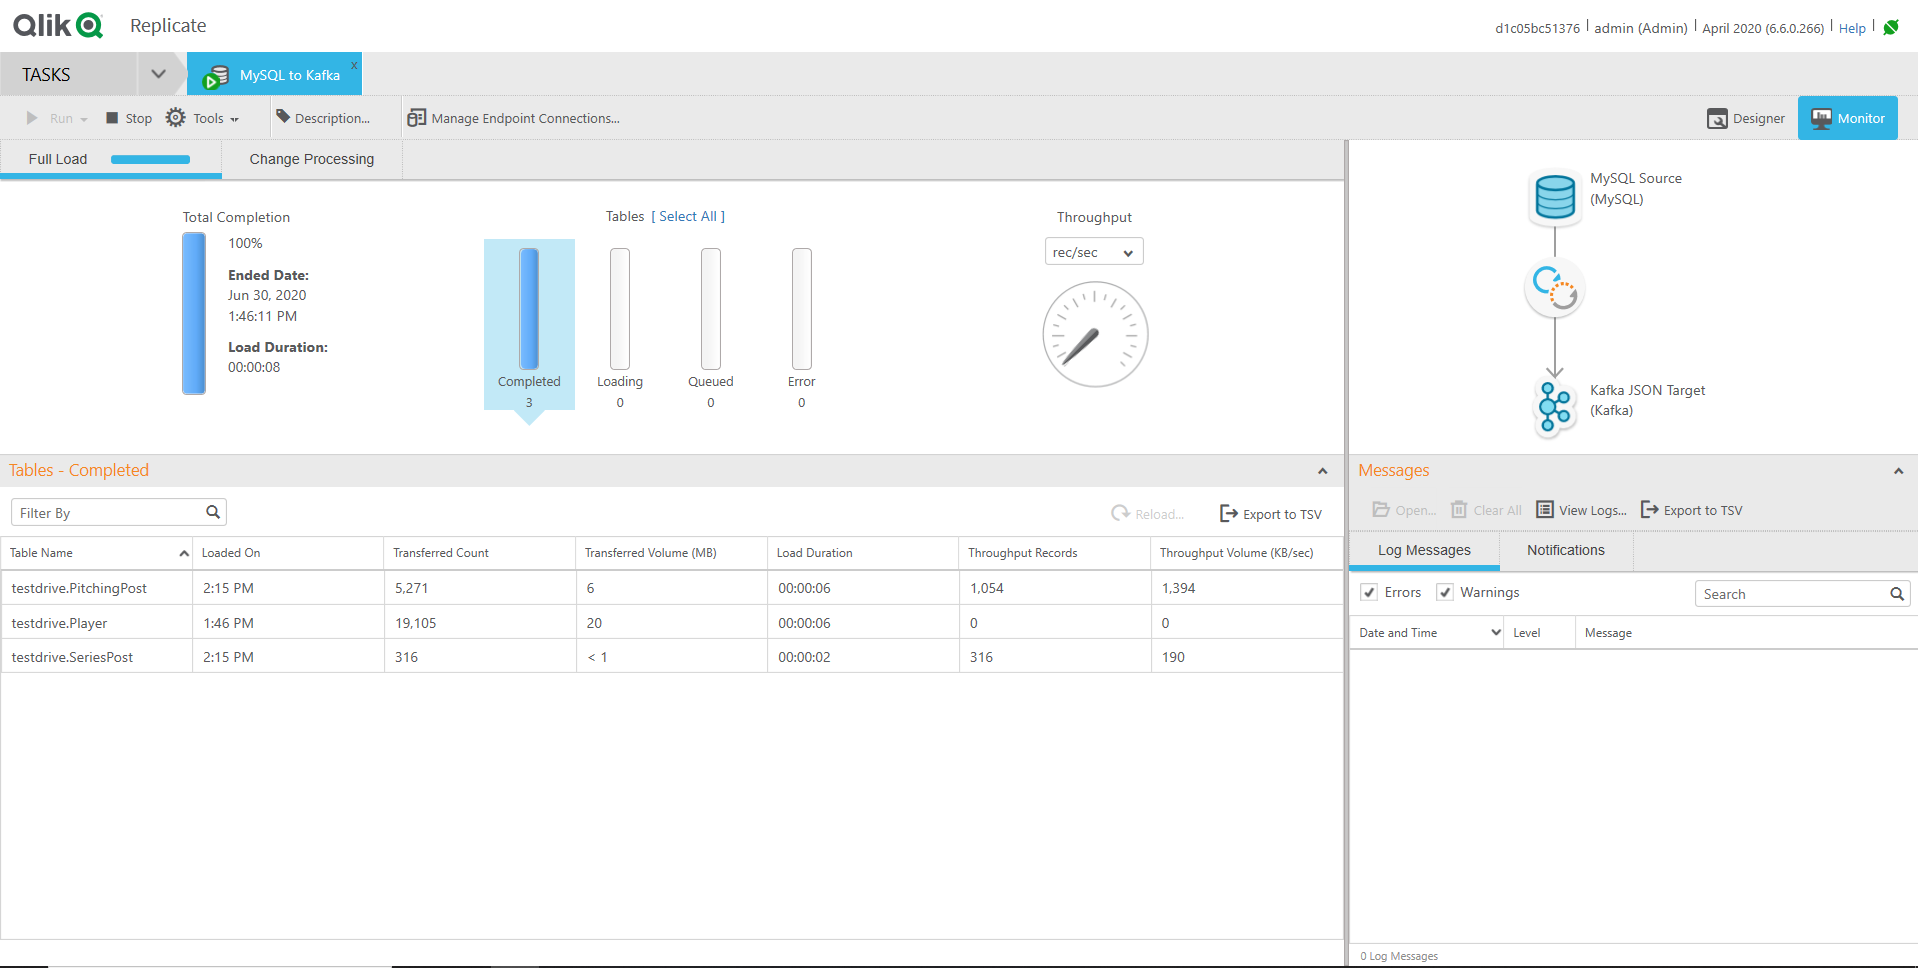 Qlik Replicate
d1c05bc51376 admin (Admin) April 2020 (6.6.0.266) Help
TASKS MySQL to Kafka x
Run Stop Tools Description... Manage Endpoint Connections... Designer Monitor
Full Load Change Processing
Total Completion
100%
Ended Date:
Jun 30, 2020
1:46:11 PM
Load Duration:
00:00:08
Tables [ Select All ]
Completed Loading Queued Error
3 0 0 0
Throughput
rec/sec
MySQL Source
(MySQL)
Kafka JSON Target
(Kafka)
Tables - Completed
Filter By Reload... Export to TSV
Table Name Loaded On Transferred Count Transferred Volume (MB) Load Duration Throughput Records Throughput Volume (KB/sec)
testdrive.PitchingPost 2:15 PM 5,271 6 00:00:06 1,054 1,394
testdrive.Player 1:46 PM 19,105 20 00:00:06 0 0
testdrive.SeriesPost 2:15 PM 316 < 1 00:00:02 316 190
Messages
Open... Clear All View Logs... Export to TSV
Log Messages Notifications
Errors Warnings Search
Date and Time Level Message
0 Log Messages